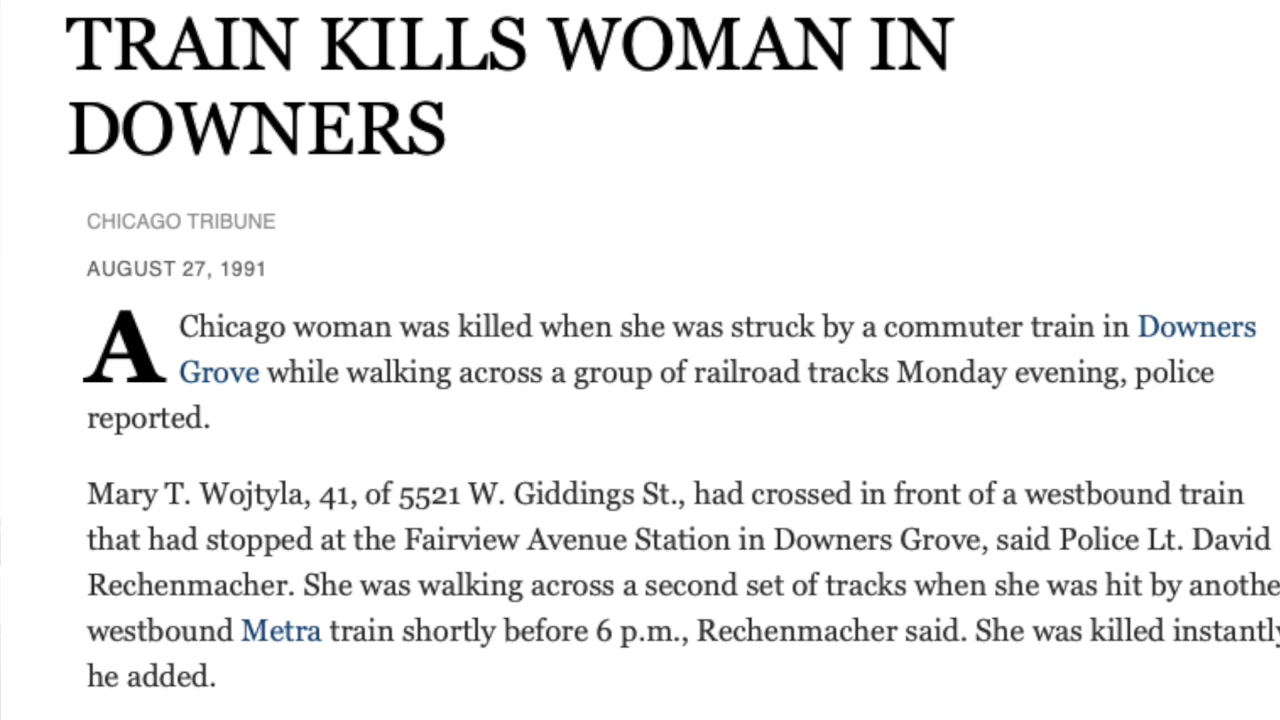 TRAIN KILLS WOMAN IN
DOWNERS
CHICAGO TRIBUNE
AUGUST 27, 1991
A Chicago woman was killed when she was struck by a commuter train in Downers
Grove while walking across a group of railroad tracks Monday evening, police
reported.
Mary T. Wojtyla, 41, of 5521 W. Giddings St., had crossed in front of a westbound train
that had stopped at the Fairview Avenue Station in Downers Grove, said Police Lt. David
Rechenmacher. She was walking across a second set of tracks when she was hit by anothe
westbound Metra train shortly before 6 p.m., Rechenmacher said. She was killed instantly
he added.